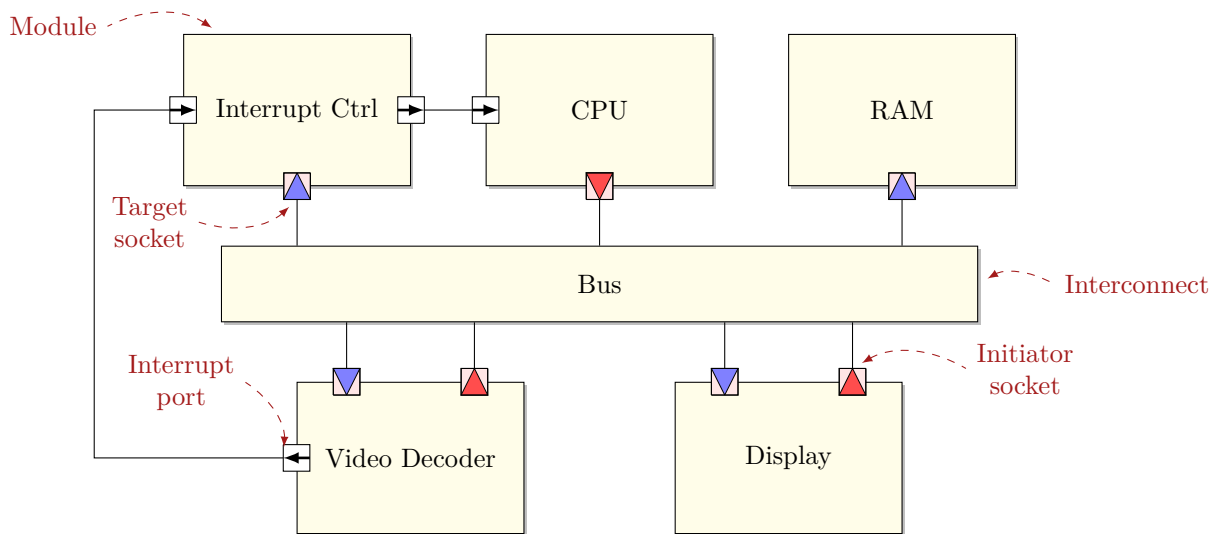 Module
Interrupt Ctrl
CPU
RAM
Target
socket
Bus
Interconnect
Interrupt
port
Initiator
socket
Video Decoder
Display